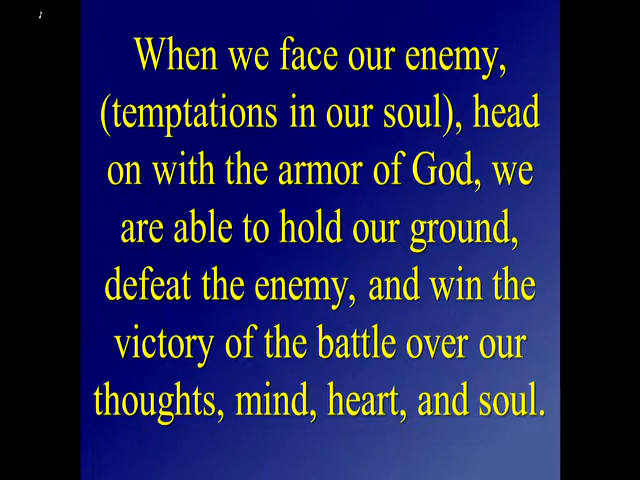 When we face our enemy,
(temptations in our soul), head
on with the armor of God, we
are able to hold our ground,
defeat the enemy, and win the
victory of the battle over our
thoughts, mind, heart, and soul.